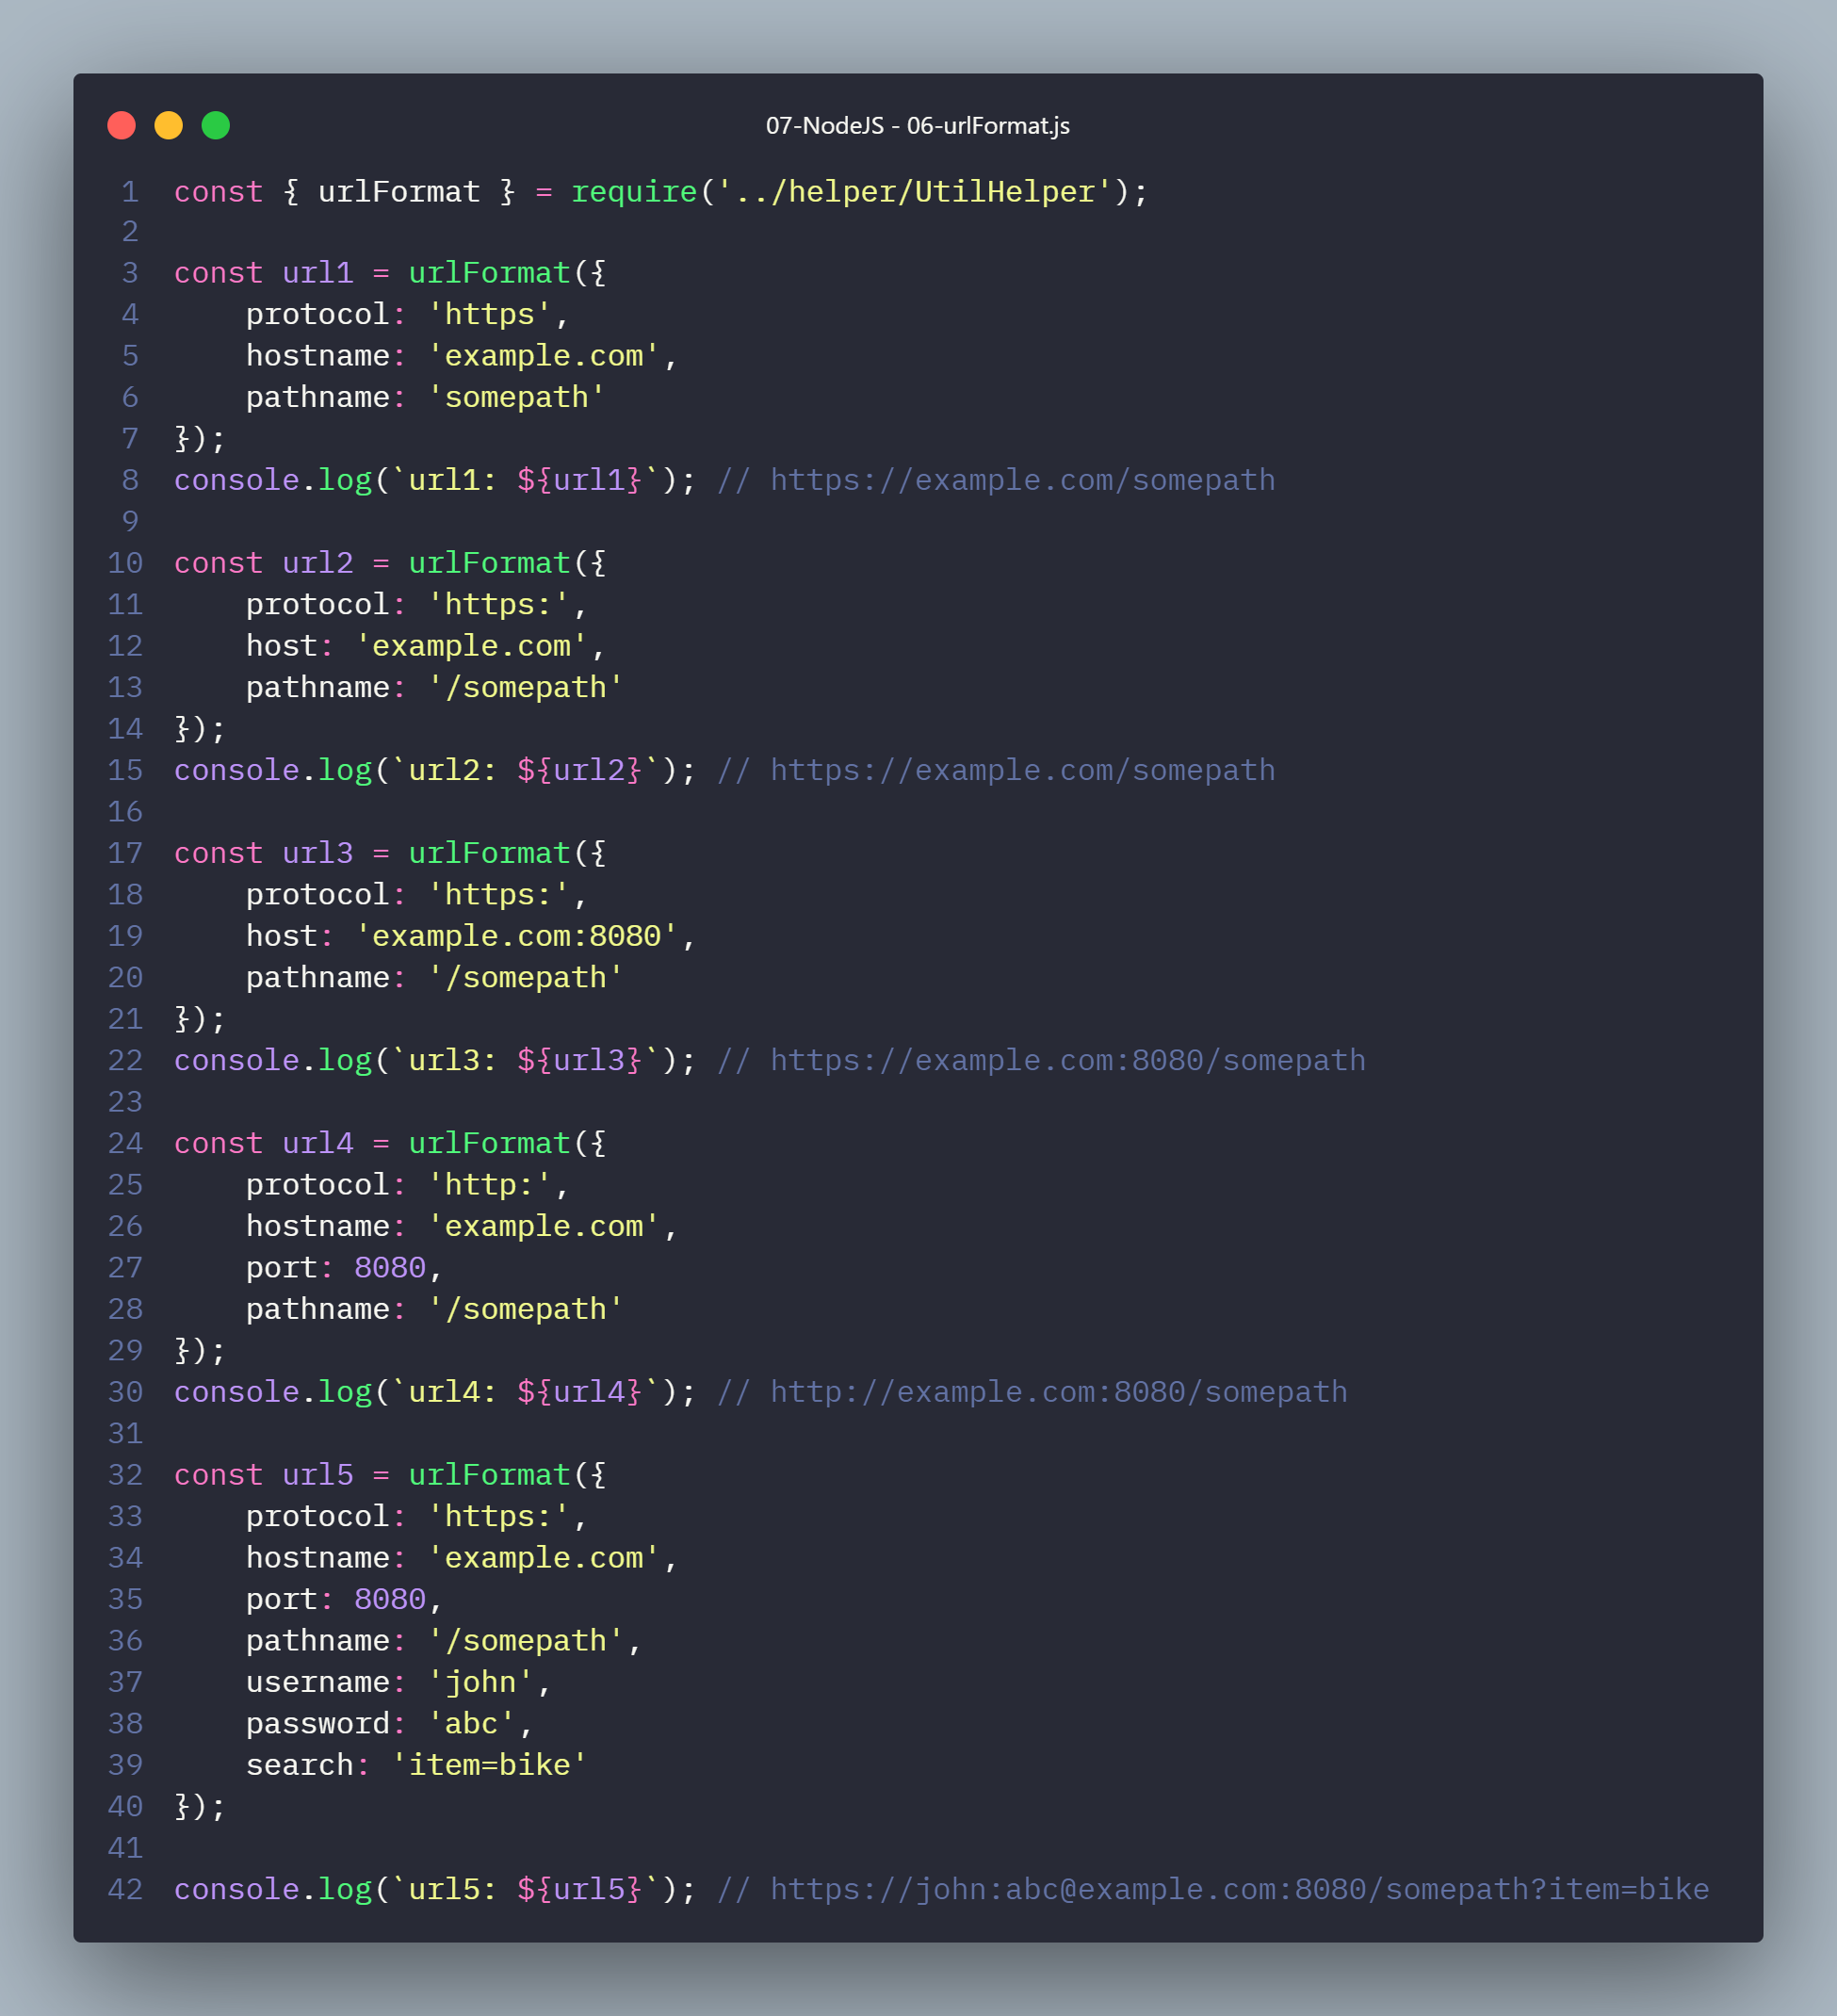 07-NodeJS - 06-urlFormat.js
1 const { urlFormat } = require('../helper/UtilHelper');
2
3 const url1 = urlFormat({
4     protocol: 'https',
5     hostname: 'example.com',
6     pathname: 'somepath'
7 });
8 console.log(`url1: ${url1}`); // https://example.com/somepath
9
10 const url2 = urlFormat({
11     protocol: 'https:',
12     host: 'example.com',
13     pathname: '/somepath'
14 });
15 console.log(`url2: ${url2}`); // https://example.com/somepath
16
17 const url3 = urlFormat({
18     protocol: 'https:',
19     host: 'example.com:8080',
20     pathname: '/somepath'
21 });
22 console.log(`url3: ${url3}`); // https://example.com:8080/somepath
23
24 const url4 = urlFormat({
25     protocol: 'http:',
26     hostname: 'example.com',
27     port: 8080,
28     pathname: '/somepath'
29 });
30 console.log(`url4: ${url4}`); // http://example.com:8080/somepath
31
32 const url5 = urlFormat({
33     protocol: 'https:',
34     hostname: 'example.com',
35     port: 8080,
36     pathname: '/somepath',
37     username: 'john',
38     password: 'abc',
39     search: 'item=bike'
40 });
41
42 console.log(`url5: ${url5}`); // https://john:abc@example.com:8080/somepath?item=bike